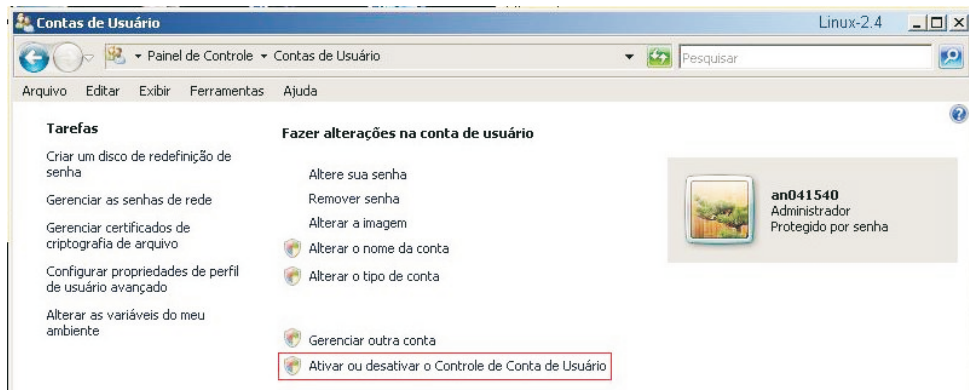 Contas de Usuário
Linux-2.4
Painel de Controle
Contas de Usuário
Pesquisar
Arquivo Editar Exibir Ferramentas Ajuda
Tarefas
Criar um disco de redefinição de
senha
Gerenciar as senhas de rede
Gerenciar certificados de
criptografia de arquivo
Configurar propriedades de perfil
de usuário avançado
Alterar as variáveis do meu
ambiente
Fazer alterações na conta de usuário
Altere sua senha
Remover senha
Alterar a imagem
Alterar o nome da conta
Alterar o tipo de conta
Gerenciar outra conta
Ativar ou desativar o Controle de Conta de Usuário
an041540
Administrador
Protegido por senha